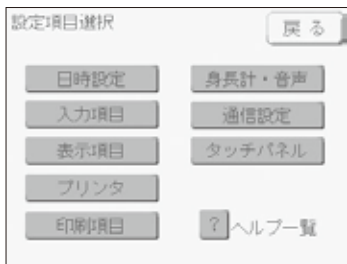 設定項目選択
戻る
日時設定
身長計・音声
入力項目
通信設定
表示項目
タッチパネル
プリンタ
印刷項目
? ヘルプ一覧